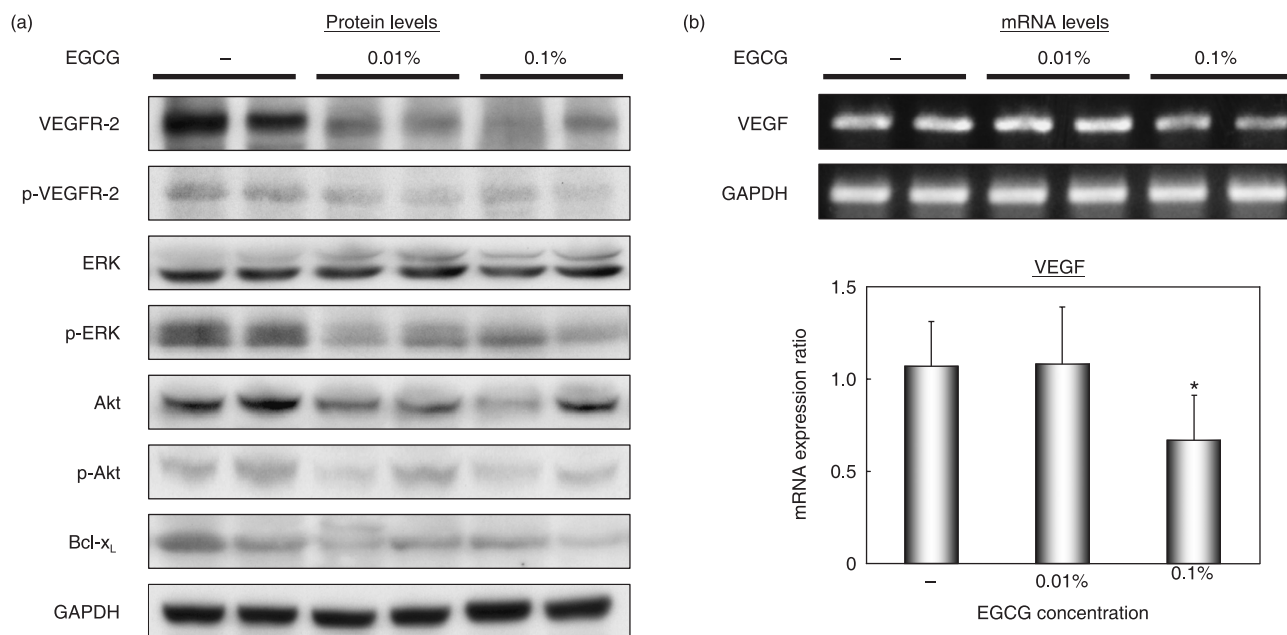 (a)
Protein levels
EGCG – 0.01% 0.1%
VEGFR-2
p-VEGFR-2
ERK
p-ERK
Akt
p-Akt
Bcl-xL
GAPDH
(b)
mRNA levels
EGCG – 0.01% 0.1%
VEGF
GAPDH
VEGF
1.5
1.0
0.5
0
mRNA expression ratio
*
– 0.01% 0.1%
EGCG concentration